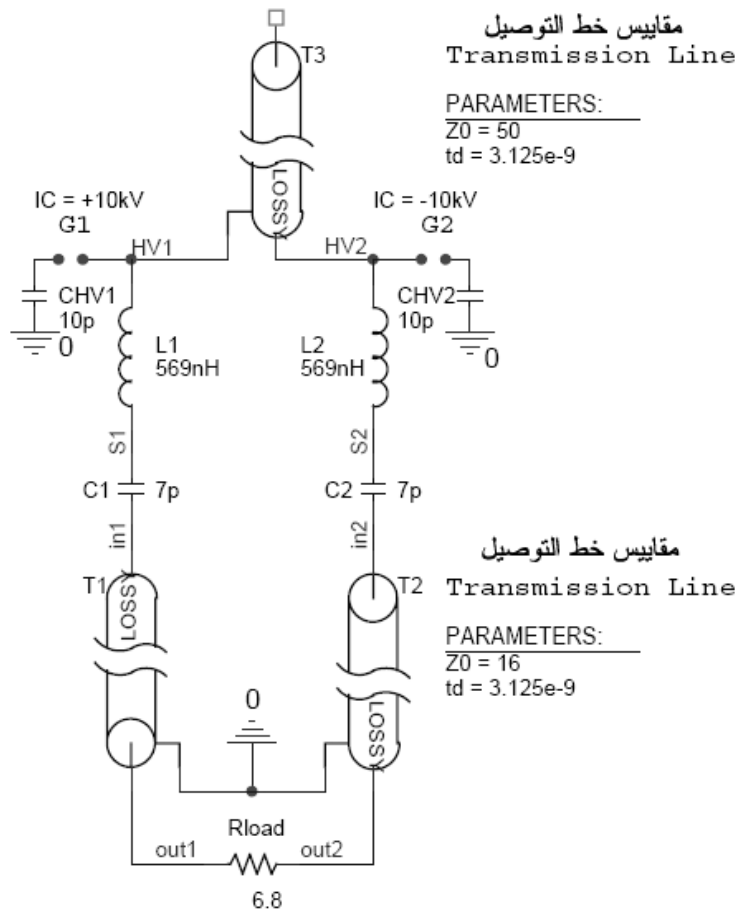 T3
مقاييس خط التوصيل
Transmission Line
PARAMETERS:
Z0 = 50
td = 3.125e-9
LOSSY
IC = +10kV
G1
IC = -10kV
G2
HV1
HV2
CHV1
10p
0
CHV2
10p
0
L1
569nH
L2
569nH
S1
S2
C1
7p
C2
7p
in1
in2
T1
LOSSY
T2
LOSSY
مقاييس خط التوصيل
Transmission Line
PARAMETERS:
Z0 = 16
td = 3.125e-9
0
Rload
out1
out2
6.8